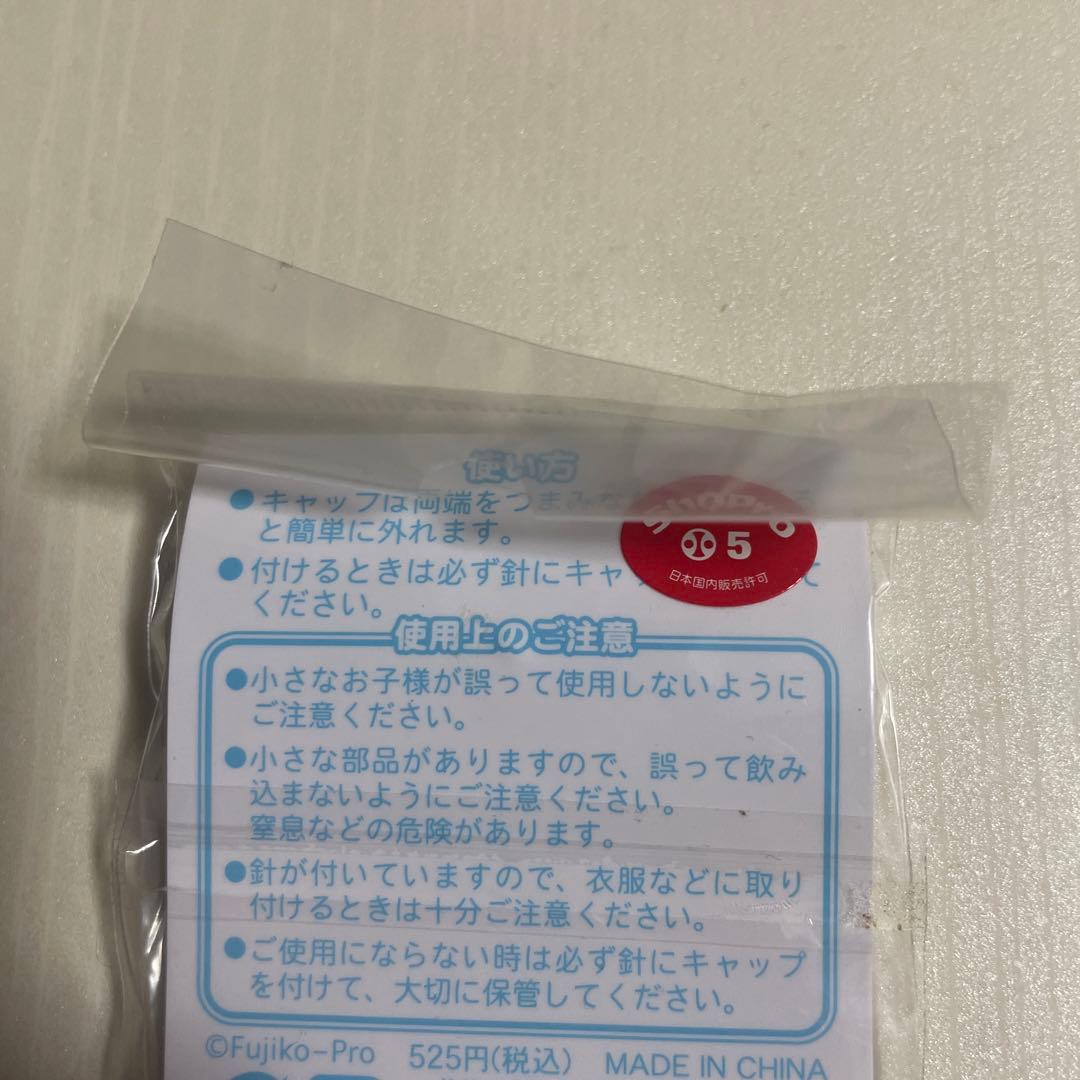 使い方
●キャップは両端をつまみな
と簡単に外れます。
●付けるときは必ず針にキャッ
ください。
ShoPro
5
日本国内販売許可
使用上のご注意
●小さなお子様が誤って使用しないように
ご注意ください。
●小さな部品がありますので、誤って飲み
込まないようにご注意ください。
窒息などの危険があります。
●針が付いていますので、衣服などに取り
付けるときは十分ご注意ください。
●ご使用にならない時は必ず針にキャップ
を付けて、大切に保管してください。
©Fujiko-Pro 525円(税込) MADE IN CHINA